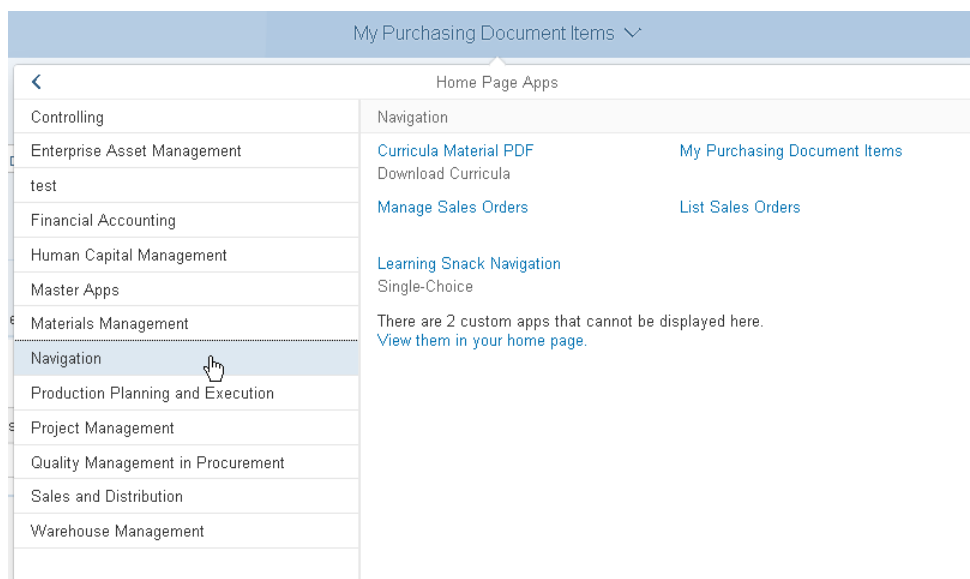 My Purchasing Document Items
Home Page Apps
Controlling
Enterprise Asset Management
test
Financial Accounting
Human Capital Management
Master Apps
Materials Management
Navigation
Production Planning and Execution
Project Management
Quality Management in Procurement
Sales and Distribution
Warehouse Management
Navigation
Curricula Material PDF
Download Curricula
My Purchasing Document Items
Manage Sales Orders
List Sales Orders
Learning Snack Navigation
Single-Choice
There are 2 custom apps that cannot be displayed here.
View them in your home page.